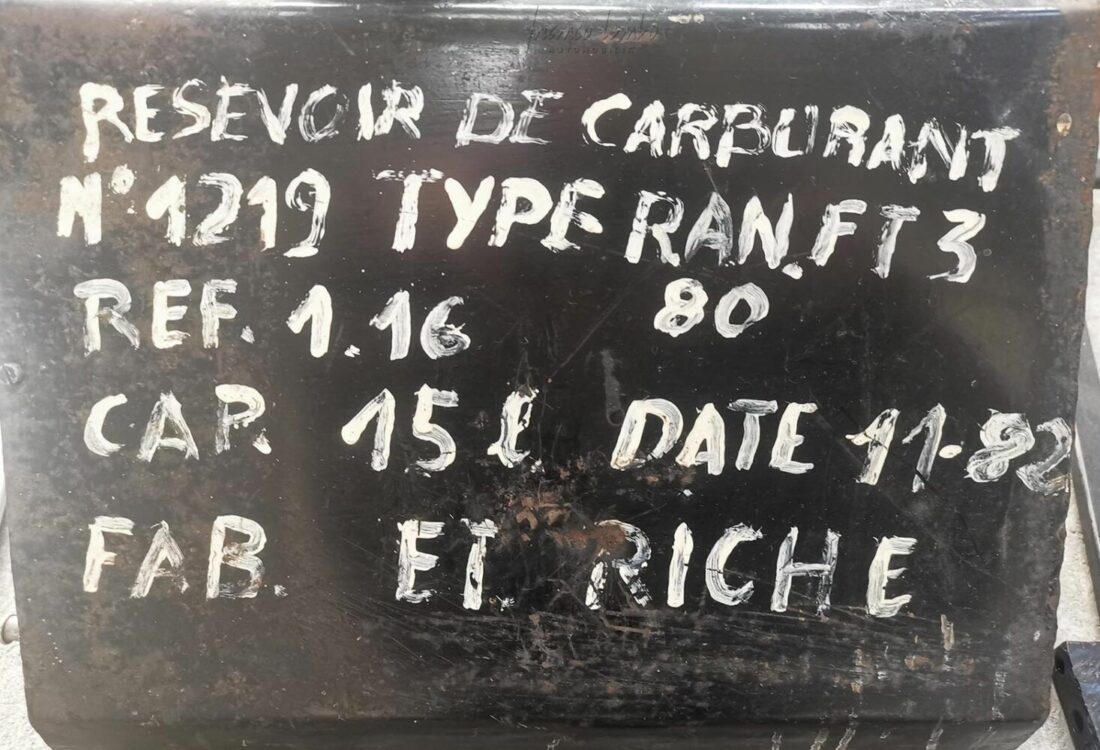 RESEVOIR DE CARBURANT
N° 1219 TYPE RAN.FT 3
REF. 1.16 80
CAP. 15 l DATE 11.82
FAB. ET. RICHE